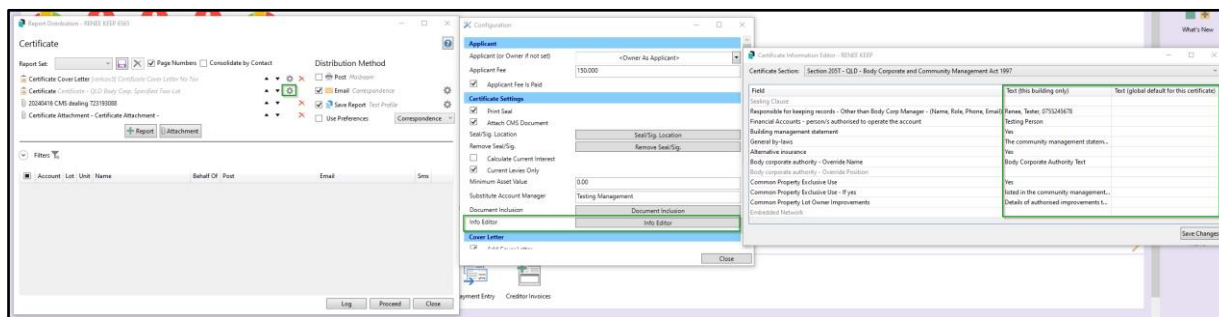 Report Distribution - RENEE KEEP 6565
Certificate
Report Set:
Page Numbers
Consolidate by Contact
Distribution Method
Certificate Cover Letter
Certificate Cover Letter No Tax
Post Mailroom
Certificate Certificate - QLD Body Corp. Specified Two-Lot
Email Correspondence
20240416 CMS dealing 723193088
Save Report Test Profile
Certificate Attachment - Certificate Attachment -
Use Preferences
Correspondence
Report
Attachment
Filters
Account Lot Unit Name Behalf Of Post Email Sms
Log Proceed Close
Configuration
Applicant
Applicant (or Owner if not set) <Owner As Applicant>
Applicant Fee 150.000
Applicant Fee Is Paid
Certificate Settings
Print Seal
Attach CMS Document
Seal/Sig. Location Seal/Sig. Location
Remove Seal/Sig. Remove Seal/Sig.
Calculate Current Interest
Current Levies Only
Minimum Asset Value 0.00
Substitute Account Manager Testing Management
Document Inclusion Document Inclusion
Info Editor Info Editor
Cover Letter
Add Cover Letter
Close
Payment Entry Creditor Invoices
What's New
Certificate Information Editor - RENEE KEEP
Certificate Section: Section 205T - QLD - Body Corporate and Community Management Act 1997
Field Text (this building only) Text (global default for this certificate)
Sealing Clause
Responsible for keeping records - Other than Body Corp Manager - (Name, Role, Phone, Email) Renee, Tester, 0755245678
Financial Accounts - person/s authorised to operate the account Testing Person
Building management statement Yes
General by-laws The community management statem...
Alternative insurance Yes
Body corporate authority - Override Name Body Corporate Authority Text
Body corporate authority - Override Position
Common Property Exclusive Use Yes
Common Property Exclusive Use - If yes listed in the community management...
Common Property Lot Owner Improvements Details of authorised improvements t...
Embedded Network
Save Changes